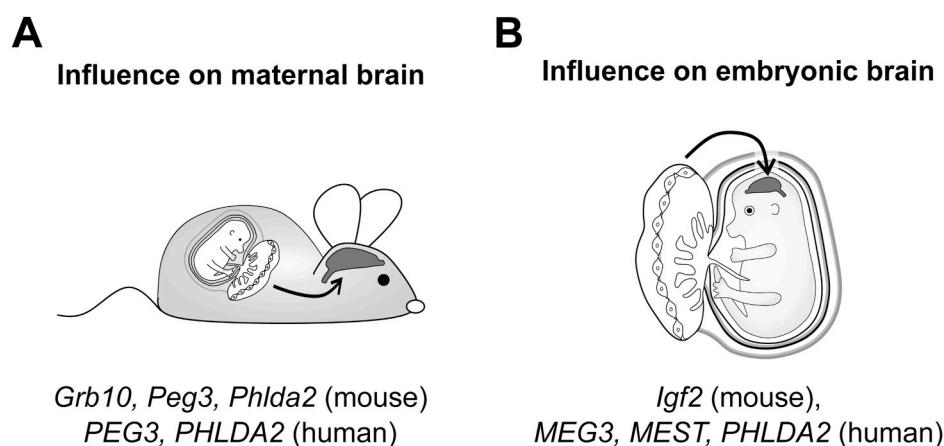 A
Influence on maternal brain
Grb10, Peg3, Phlda2 (mouse)
PEG3, PHLDA2 (human)
B
Influence on embryonic brain
Igf2 (mouse),
MEG3, MEST, PHLDA2 (human)